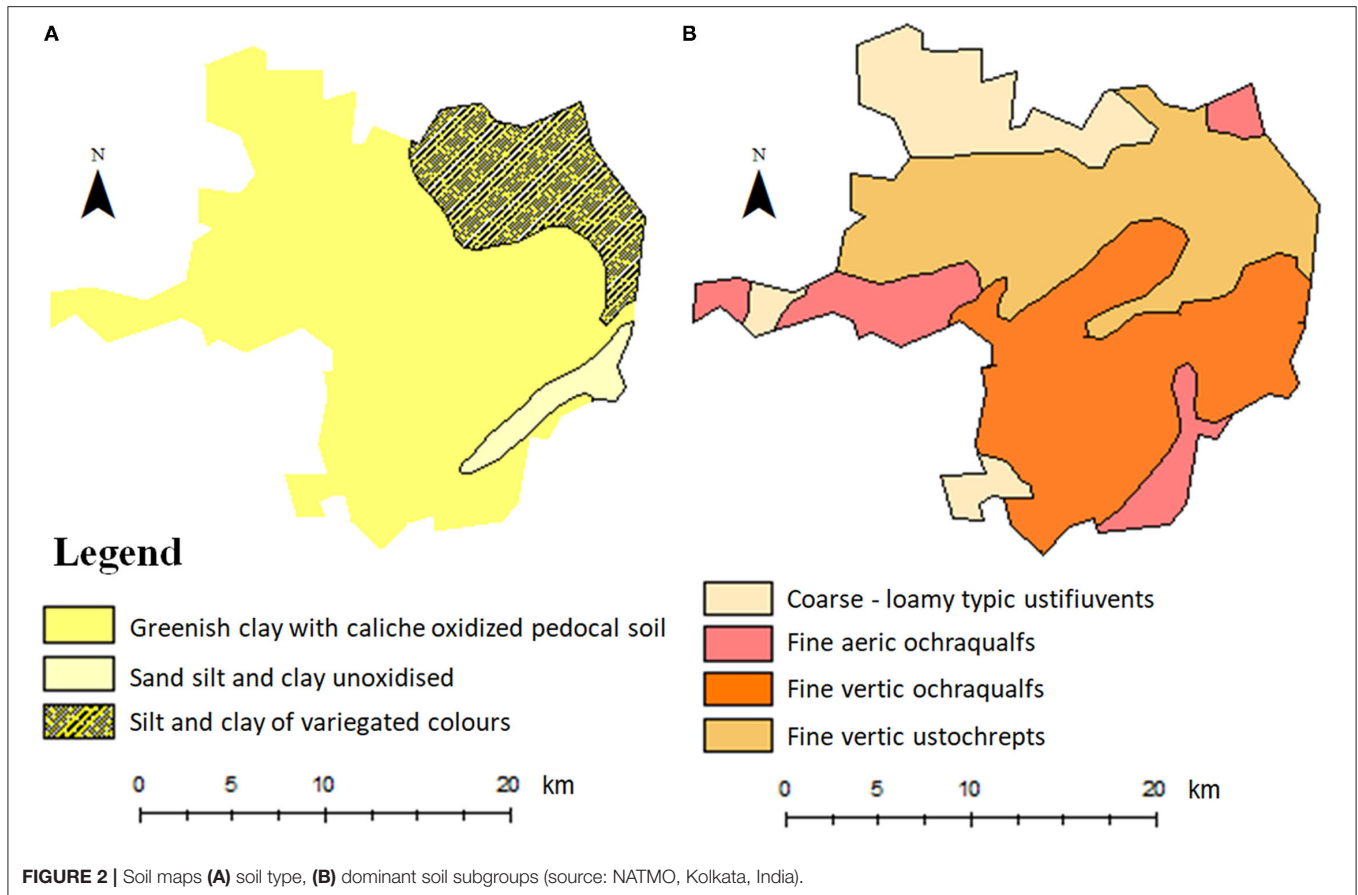 A
N
Legend
Greenish clay with caliche oxidized pedocal soil
Sand silt and clay unoxidised
Silt and clay of variegated colours
0 5 10 20 km
B
N
Coarse - loamy typic ustifiuvents
Fine aeric ochraqualfs
Fine vertic ochraqualfs
Fine vertic ustochrepts
0 5 10 20 km
FIGURE 2 | Soil maps (A) soil type, (B) dominant soil subgroups (source: NATMO, Kolkata, India).